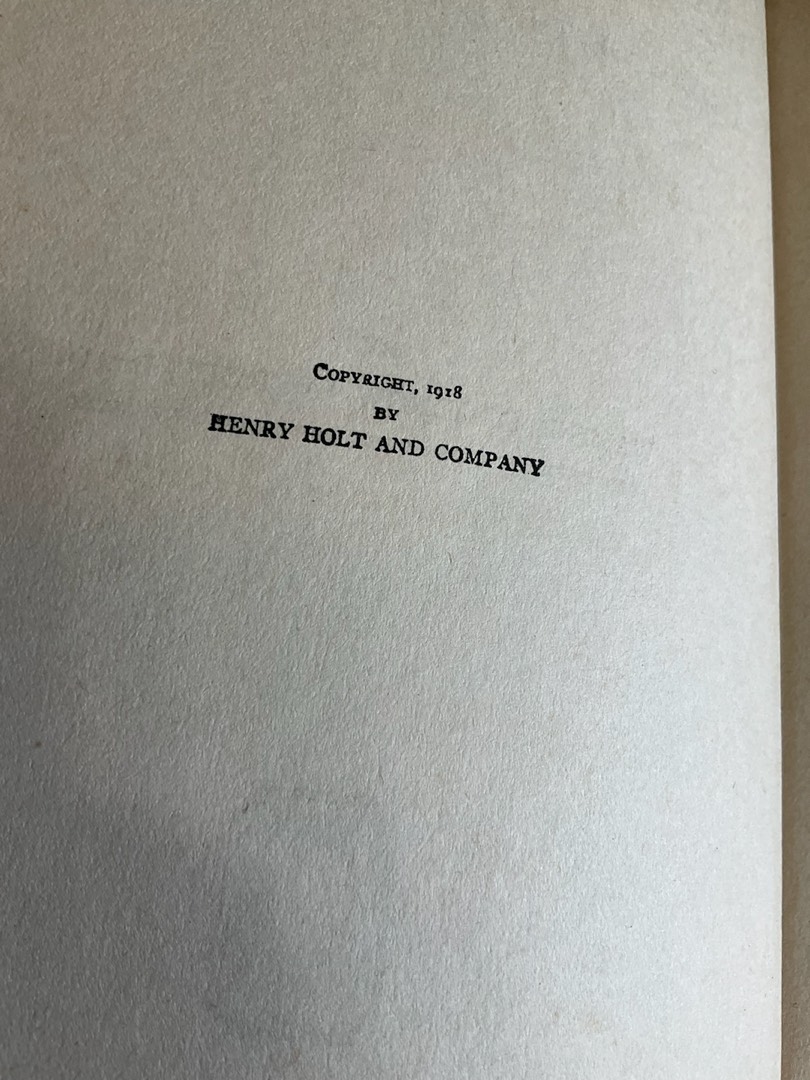 Copyright, 1918
BY
HENRY HOLT AND COMPANY